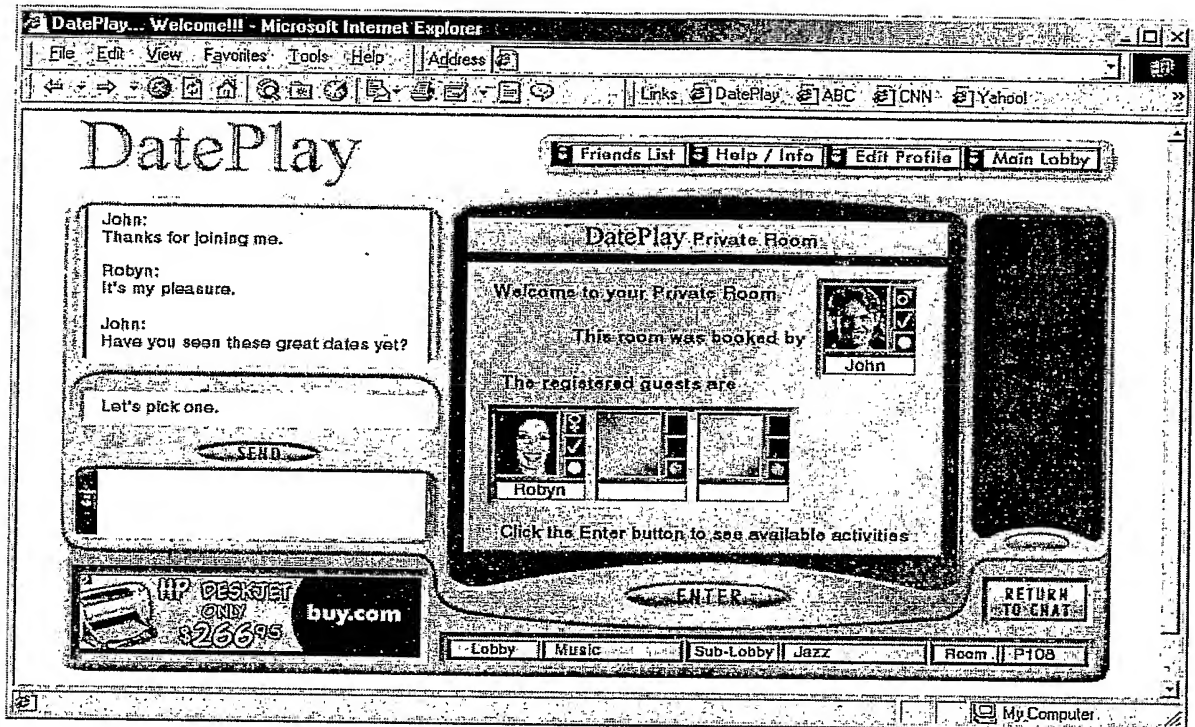 DatePlay... Welcome!!! - Microsoft Internet Explorer
File Edit View Favorites Tools Help Address
Links DatePlay ABC CNN Yahoo!
DatePlay
Friends List Help / Info Edit Profile Main Lobby
John:
Thanks for joining me.
Robyn:
It's my pleasure.
John:
Have you seen these great dates yet?
Let's pick one.
SEND
DatePlay Private Room
Welcome to your Private Room
This room was booked by
John
The registered guests are
Robyn
Click the Enter button to see available activities
ENTER
RETURN
TO CHAT
HP DESKJET
ONLY
$26695
buy.com
Lobby Music Sub-Lobby Jazz Room P108
My Computer